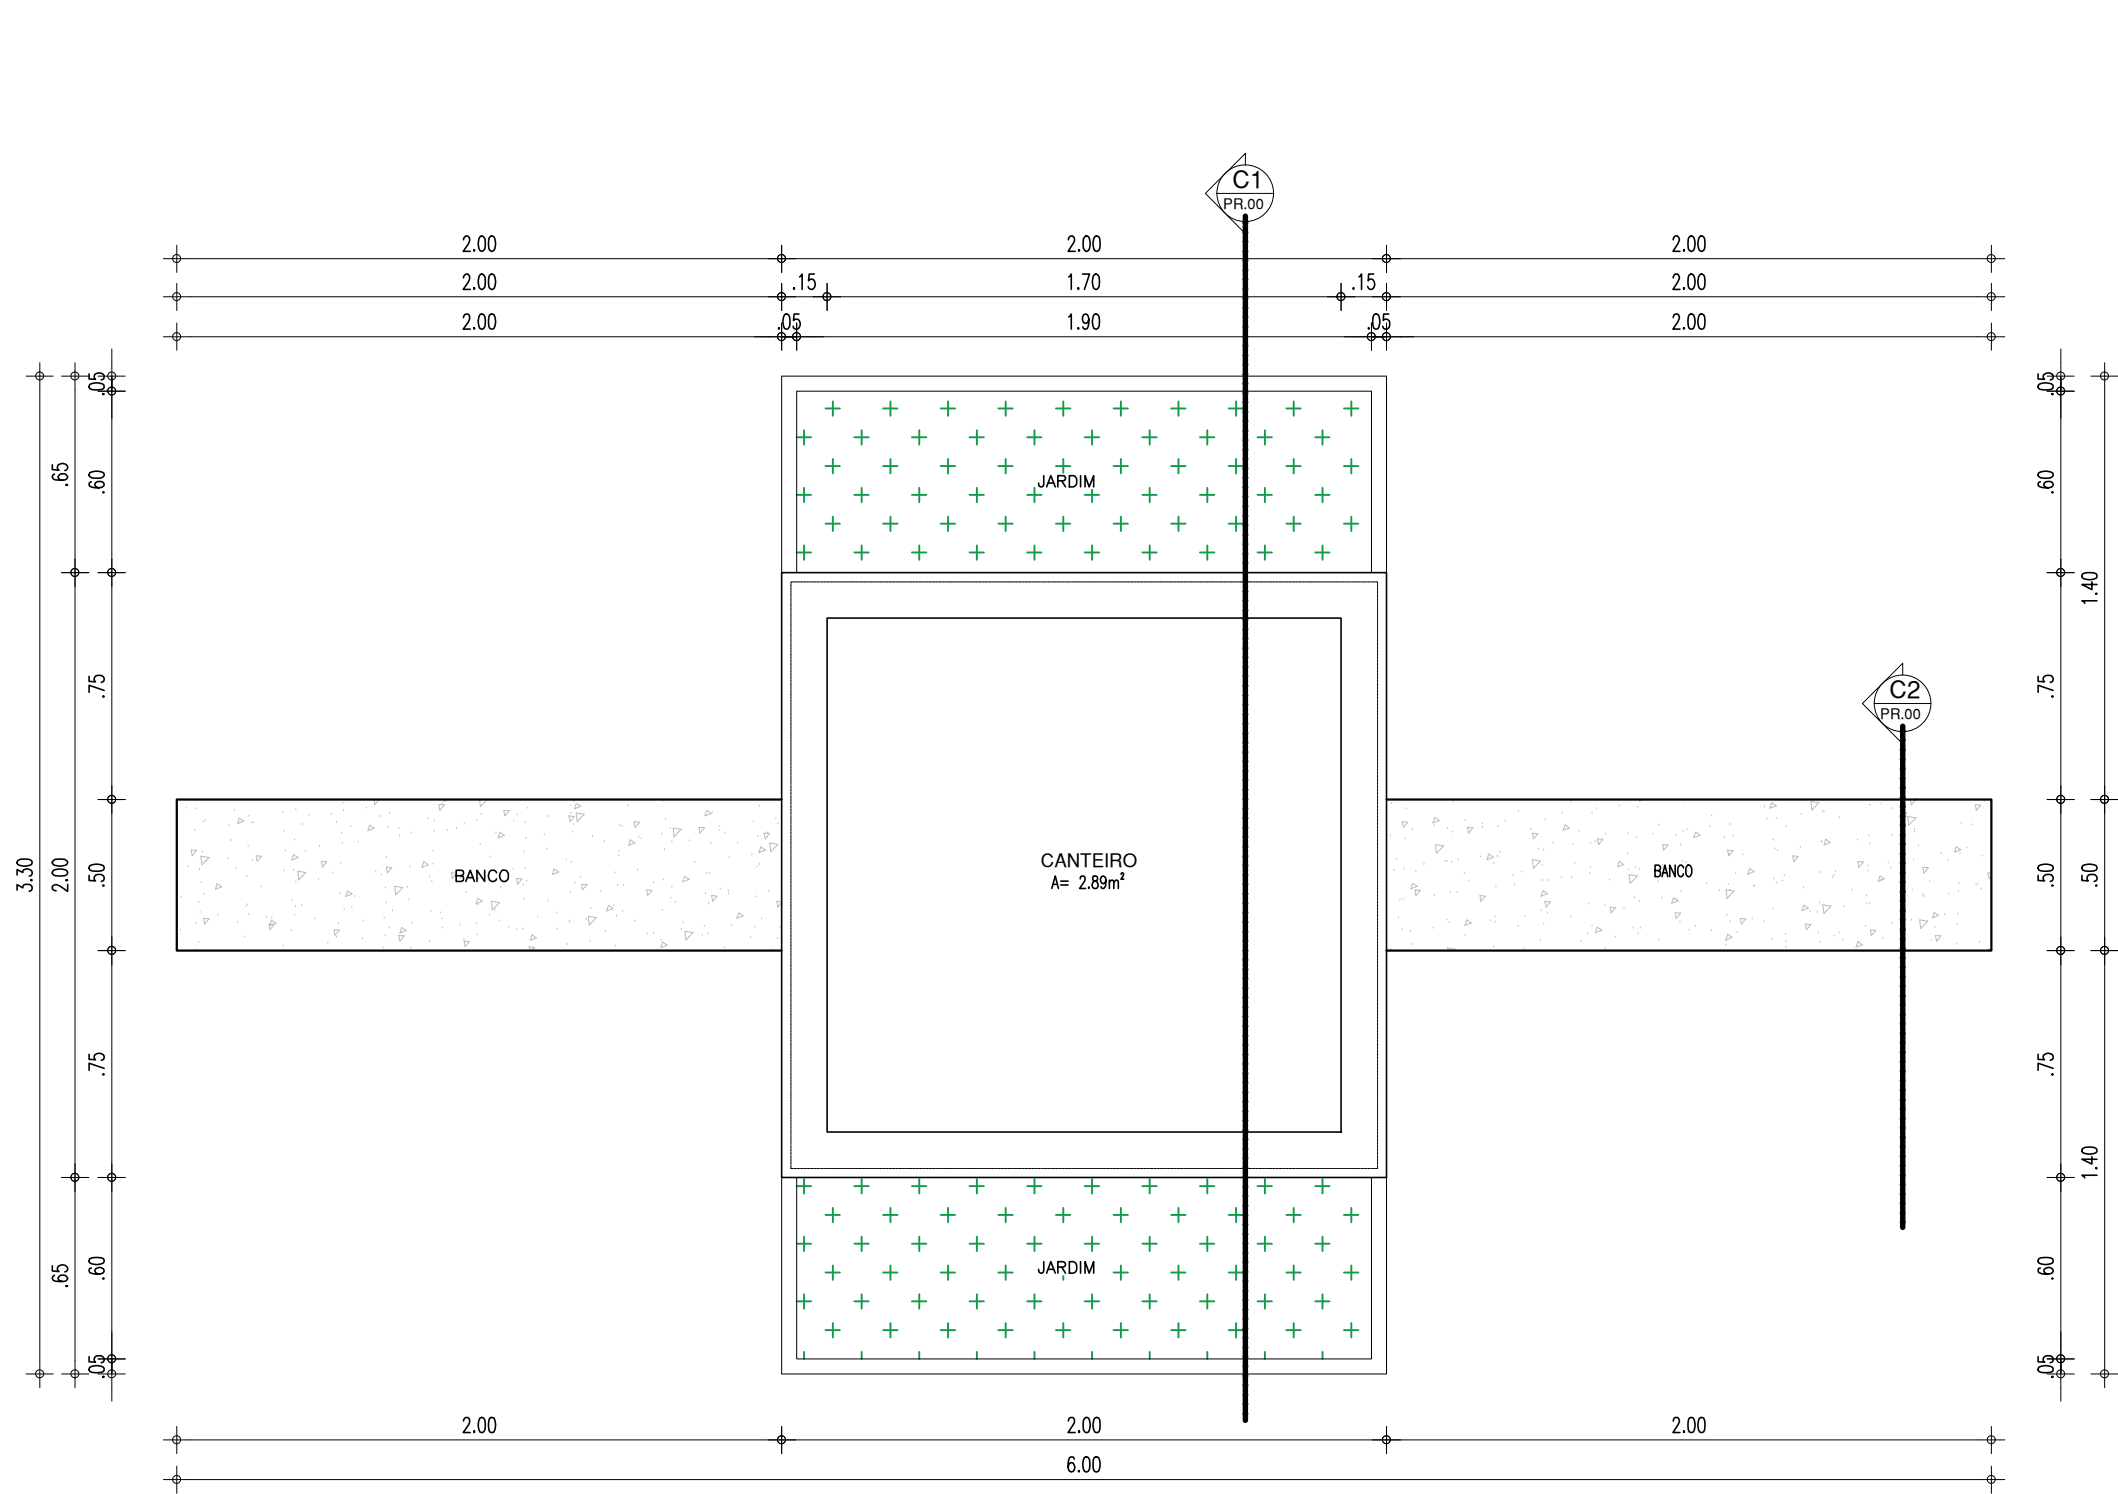 C1
PR.00
2.00 2.00 2.00
2.00 .15 1.70 .15 2.00
2.00 .05 1.90 .05 2.00
.05 .05
.65 .60 JARDIM .60
1.40
.75 .75
C2
PR.00
3.30 2.00 .50 BANCO CANTEIRO BANCO .50 .50
A= 2.89m²
.75 .75
1.40
.65 .60 JARDIM .60
.05 .05
2.00 2.00 2.00
6.00